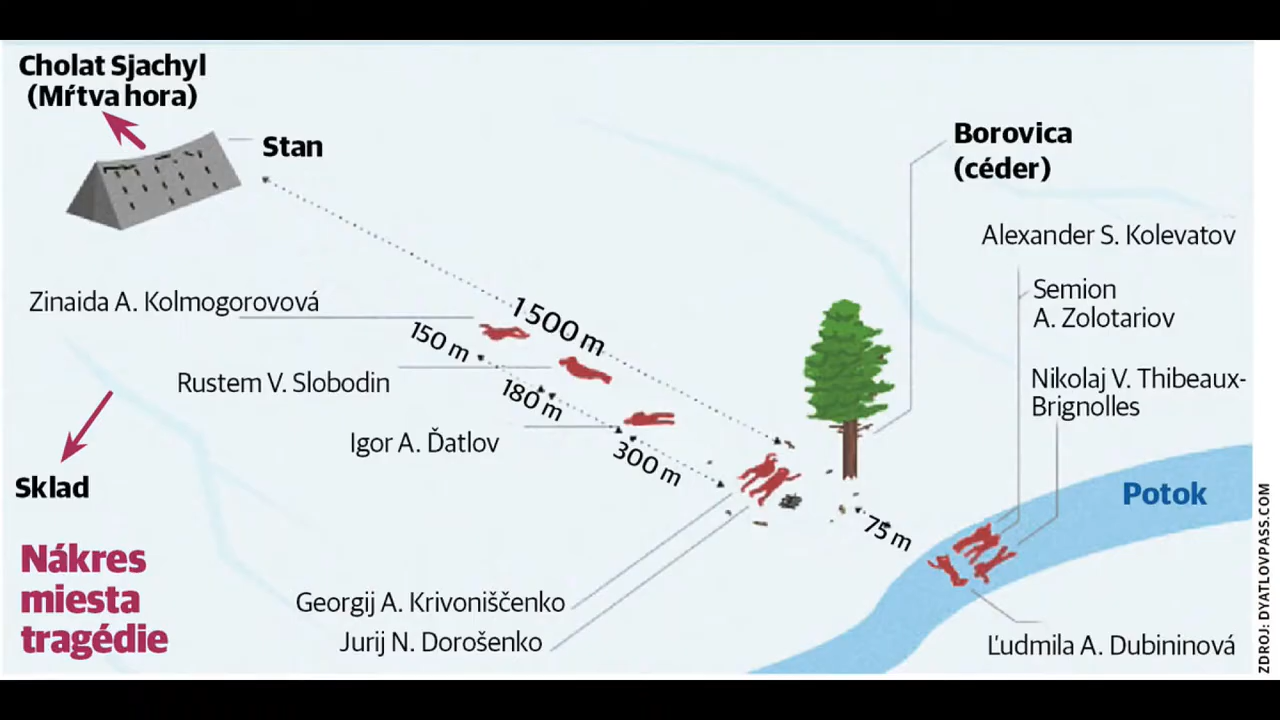 Cholat Sjachyl
(Mŕtva hora)
Stan
Borovica
(céder)
Alexander S. Kolevatov
Semion
A. Zolotariov
Nikolaj V. Thibeaux-
Brignolles
Zinaida A. Kolmogorovová
1 500 m
150 m
Rustem V. Slobodin
180 m
Igor A. Ďatlov
300 m
Sklad
Potok
75 m
Nákres
miesta
tragédie
Georgij A. Krivoniščenko
Jurij N. Dorošenko
Ľudmila A. Dubininová
ZDROJ: DYATLOVPASS.COM